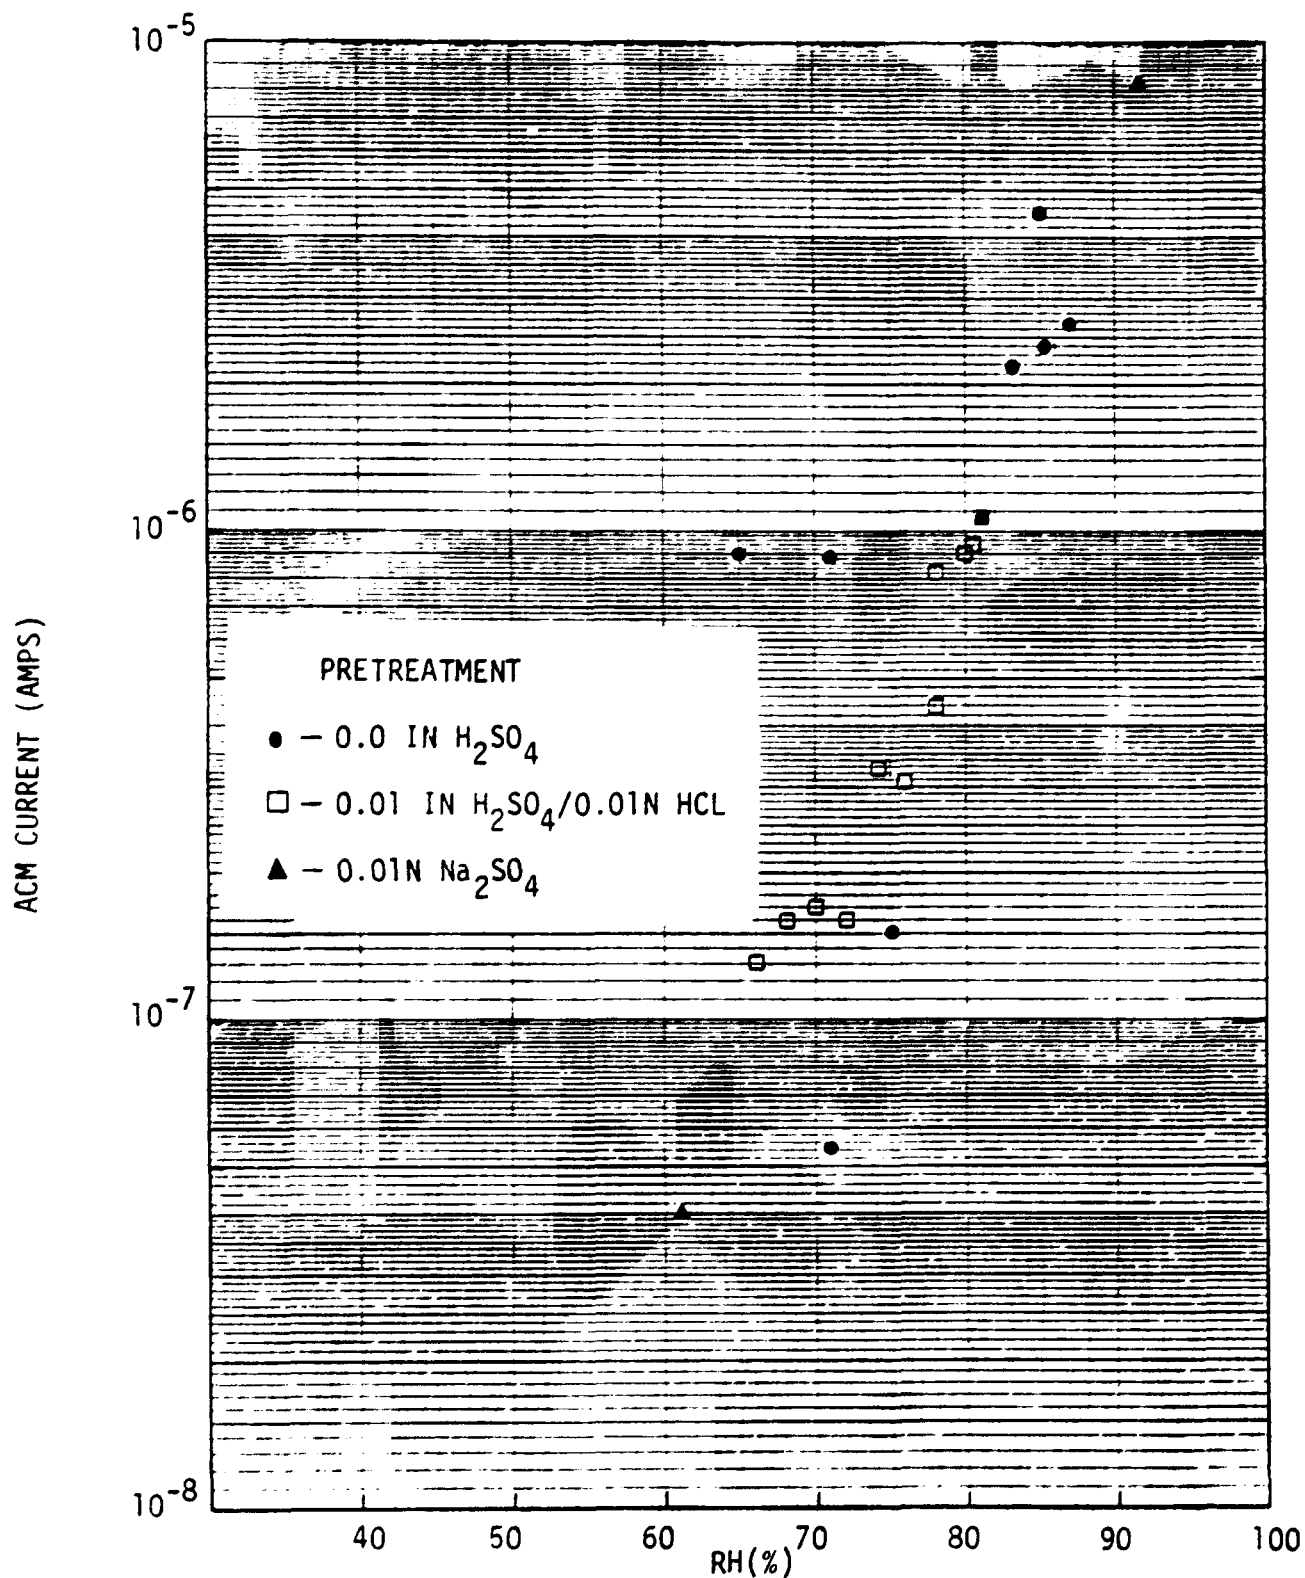 10-5
10-6
10-7
10-8
ACM CURRENT (AMPS)
PRETREATMENT
● – 0.0 IN H2SO4
□ – 0.01 IN H2SO4/0.01N HCL
▲ – 0.01N Na2SO4
40 50 60 70 80 90 100
RH(%)